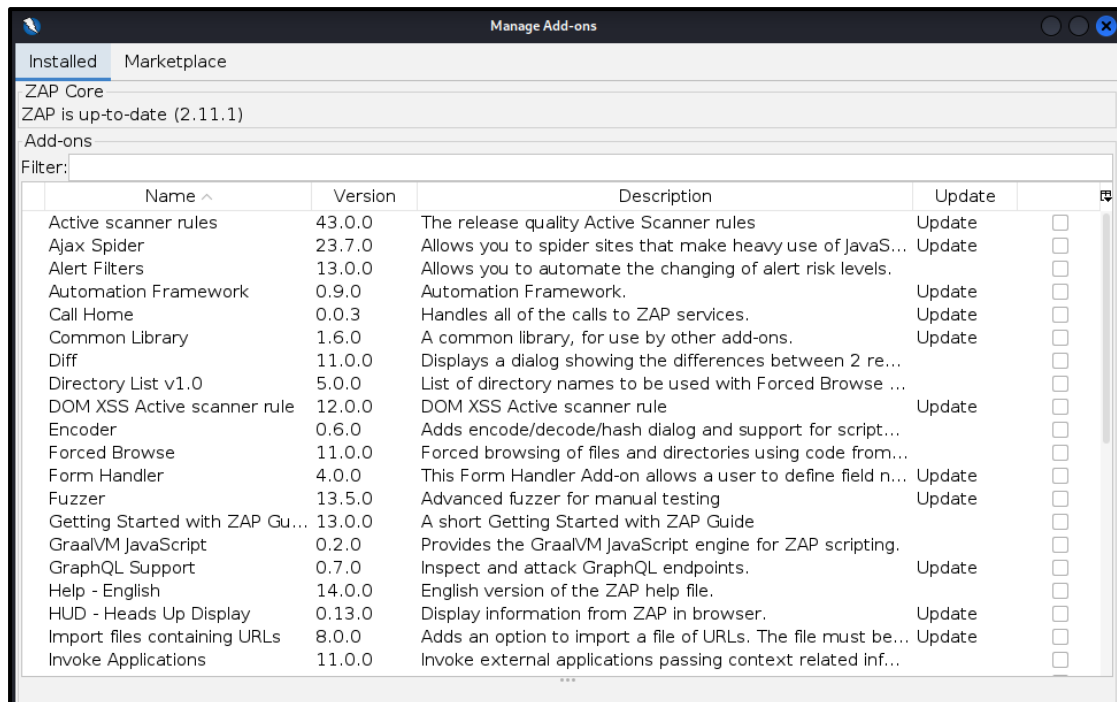 Manage Add-ons
Installed Marketplace
ZAP Core
ZAP is up-to-date (2.11.1)
Add-ons
Filter:
Name Version Description Update
Active scanner rules 43.0.0 The release quality Active Scanner rules Update
Ajax Spider 23.7.0 Allows you to spider sites that make heavy use of JavaS... Update
Alert Filters 13.0.0 Allows you to automate the changing of alert risk levels.
Automation Framework 0.9.0 Automation Framework. Update
Call Home 0.0.3 Handles all of the calls to ZAP services. Update
Common Library 1.6.0 A common library, for use by other add-ons. Update
Diff 11.0.0 Displays a dialog showing the differences between 2 re...
Directory List v1.0 5.0.0 List of directory names to be used with Forced Browse ...
DOM XSS Active scanner rule 12.0.0 DOM XSS Active scanner rule Update
Encoder 0.6.0 Adds encode/decode/hash dialog and support for script...
Forced Browse 11.0.0 Forced browsing of files and directories using code from...
Form Handler 4.0.0 This Form Handler Add-on allows a user to define field n... Update
Fuzzer 13.5.0 Advanced fuzzer for manual testing Update
Getting Started with ZAP Gu... 13.0.0 A short Getting Started with ZAP Guide
GraalVM JavaScript 0.2.0 Provides the GraalVM JavaScript engine for ZAP scripting.
GraphQL Support 0.7.0 Inspect and attack GraphQL endpoints. Update
Help - English 14.0.0 English version of the ZAP help file.
HUD - Heads Up Display 0.13.0 Display information from ZAP in browser. Update
Import files containing URLs 8.0.0 Adds an option to import a file of URLs. The file must be... Update
Invoke Applications 11.0.0 Invoke external applications passing context related inf...